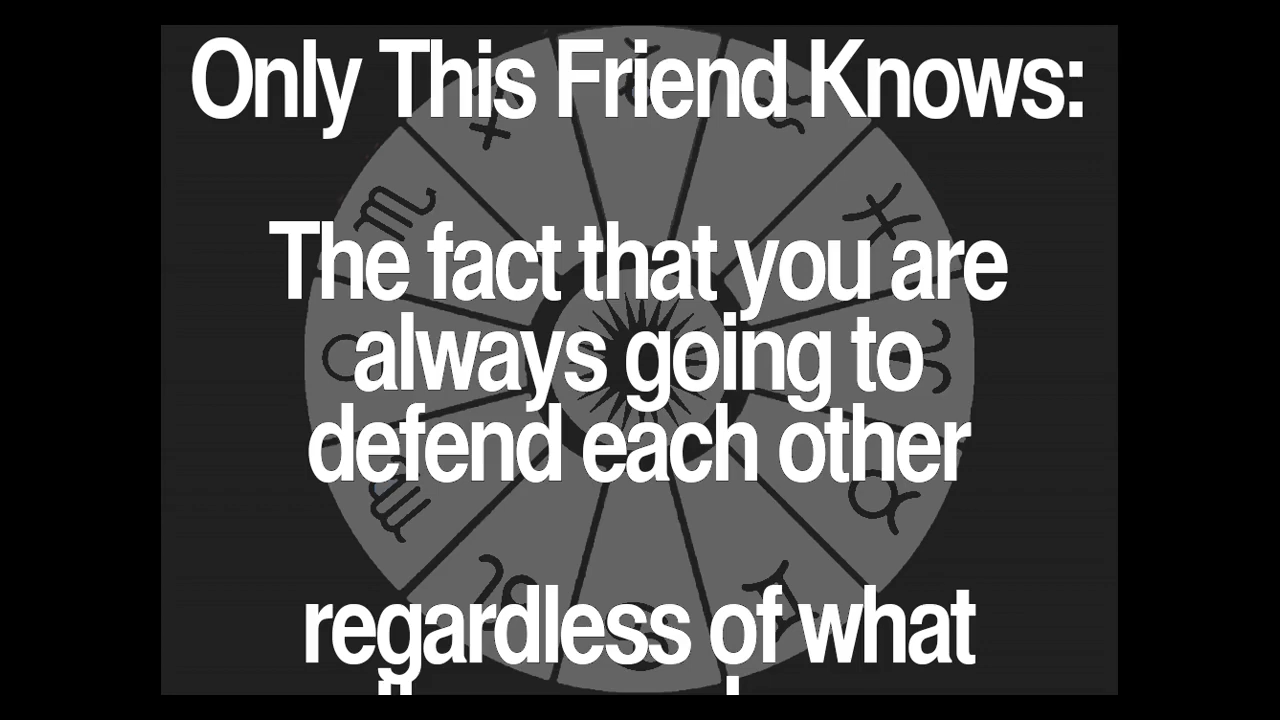 Only This Friend Knows:
The fact that you are
always going to
defend each other
regardless of what